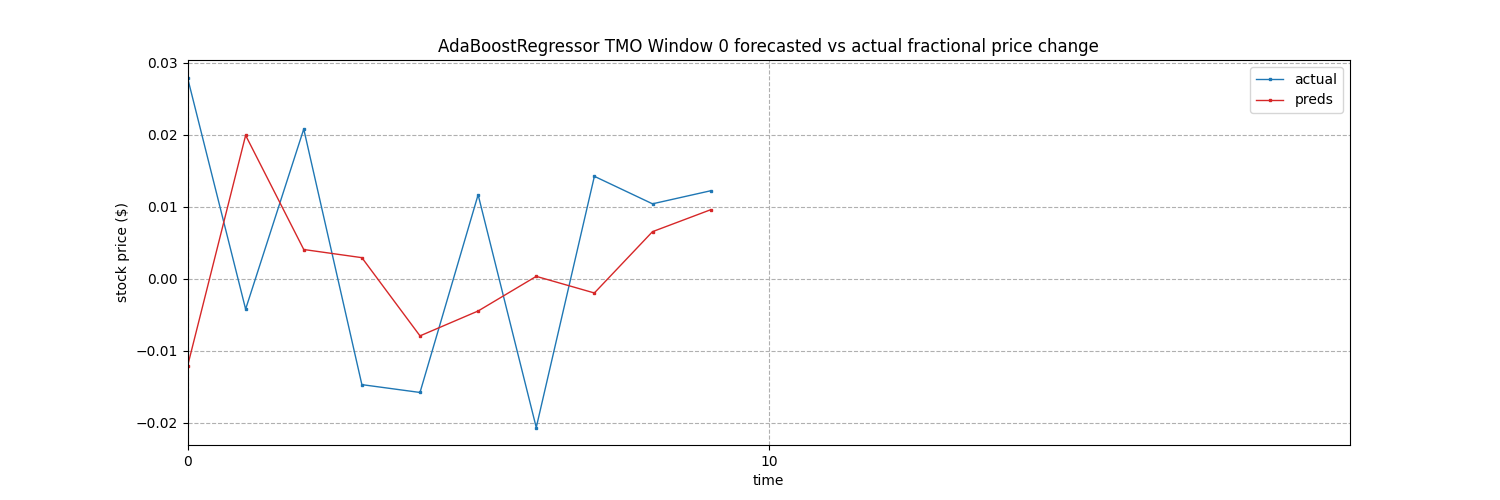 AdaBoostRegressor TMO Window 0 forecasted vs actual fractional price change
actual
preds
stock price ($)
0.03
0.02
0.01
0.00
−0.01
−0.02
0
10
time